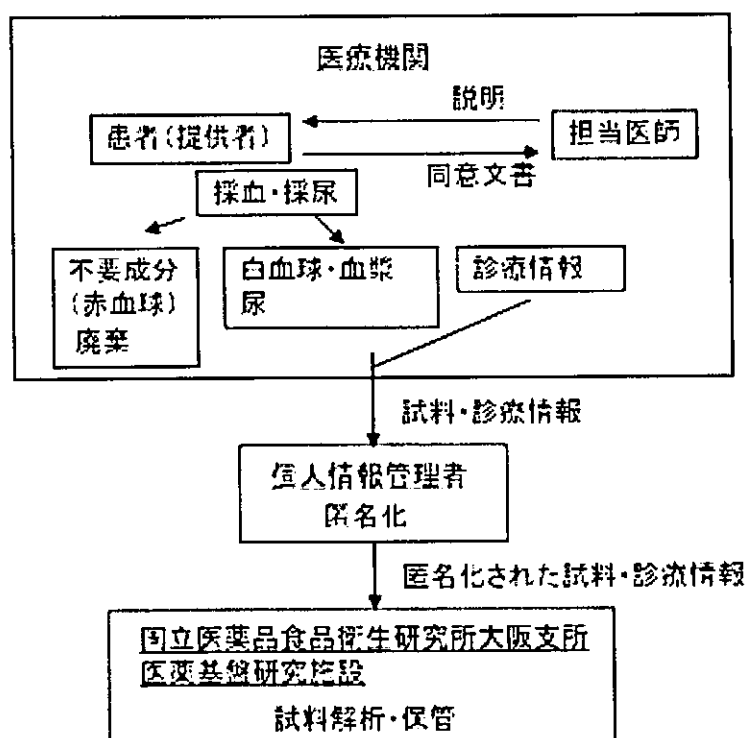 医療機関
説明
患者(提供者)
担当医師
同意文書
採血・採尿
不要成分
(赤血球)
廃棄
白血球・血漿
尿
診療情報
試料・診療情報
個人情報管理者
匿名化
匿名化された試料・診療情報
国立医薬品食品衛生研究所大阪支所
医薬基盤研究施設
試料解析・保管